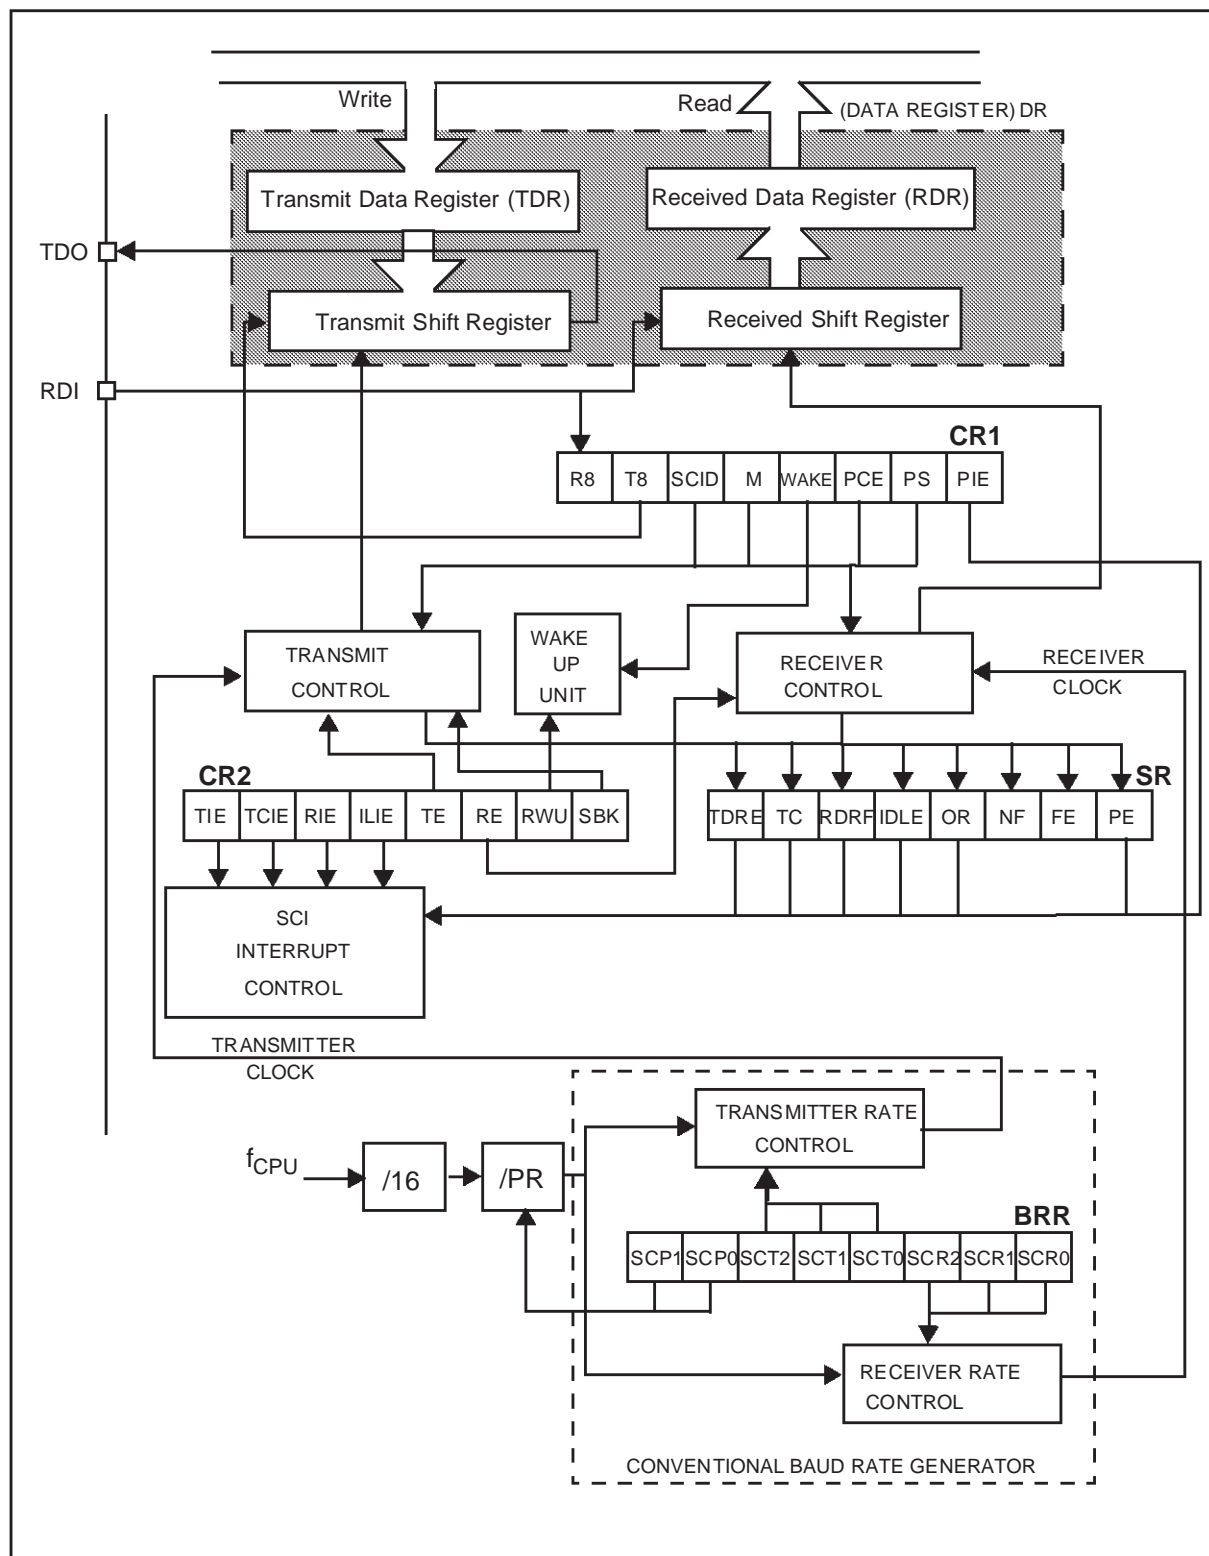 Write
Read
(DATA REGISTER) DR
Transmit Data Register (TDR)
Received Data Register (RDR)
TDO
Transmit Shift Register
Received Shift Register
RDI
CR1
R8 T8 SCID M WAKE PCE PS PIE
TRANSMIT
CONTROL
WAKE
UP
UNIT
RECEIVER
CONTROL
RECEIVER
CLOCK
CR2
TIE TCIE RIE ILIE TE RE RWU SBK
SR
TDRE TC RDRF IDLE OR NF FE PE
SCI
INTERRUPT
CONTROL
TRANSMITTER
CLOCK
TRANSMITTER RATE
CONTROL
fCPU
/16
/PR
BRR
SCP1 SCP0 SCT2 SCT1 SCT0 SCR2 SCR1 SCR0
RECEIVER RATE
CONTROL
CONVENTIONAL BAUD RATE GENERATOR